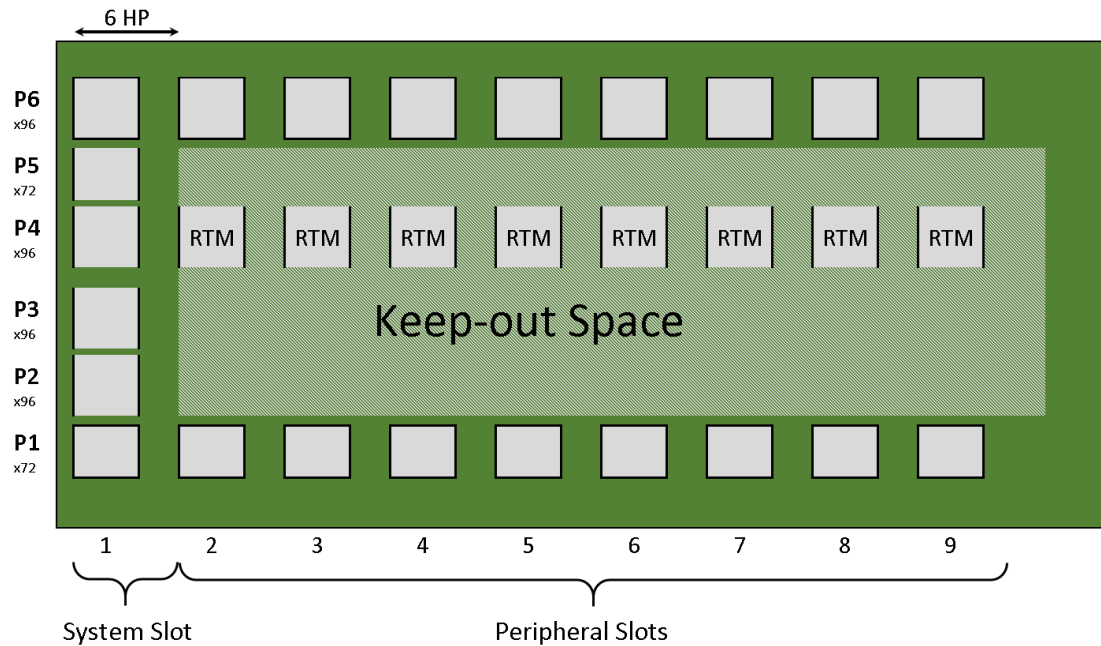 6 HP
P6
x96
P5
x72
P4
x96
RTM RTM RTM RTM RTM RTM RTM RTM
P3
x96
Keep-out Space
P2
x96
P1
x72
1 2 3 4 5 6 7 8 9
System Slot Peripheral Slots